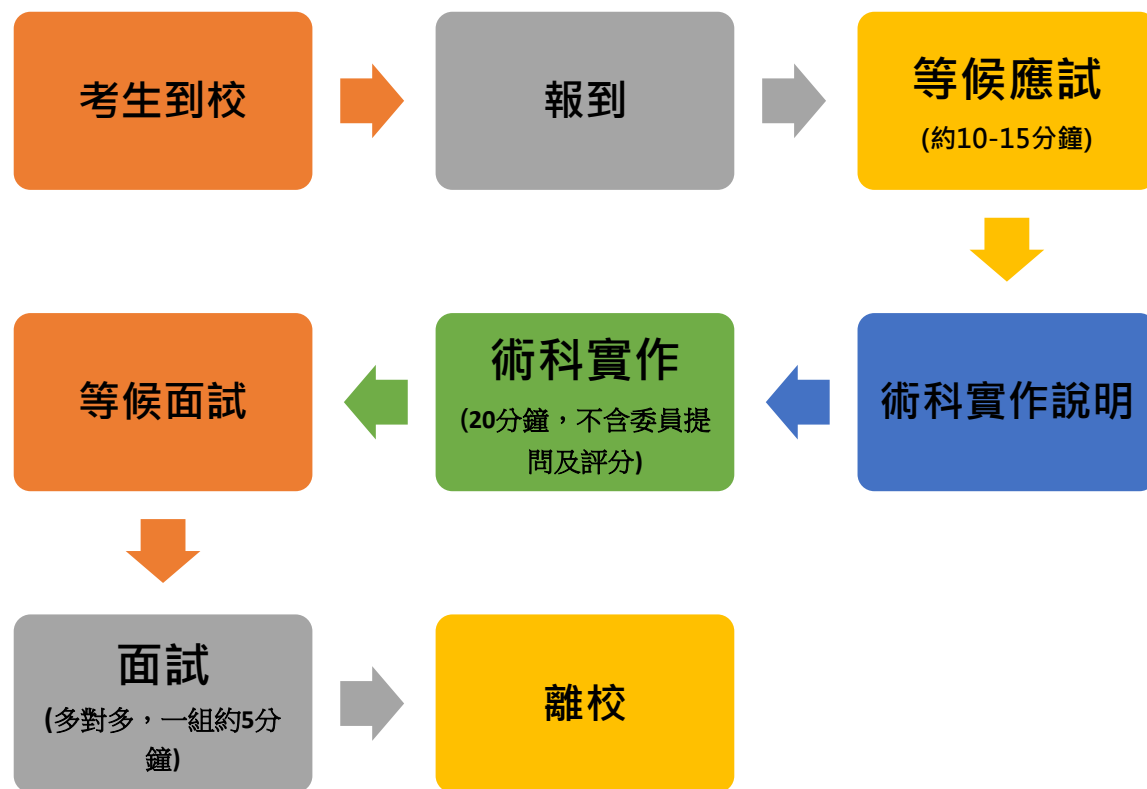 考生到校
報到
等候應試
(約10-15分鐘)
術科實作說明
術科實作
(20分鐘，不含委員提
問及評分)
等候面試
面試
(多對多，一組約5分
鐘)
離校